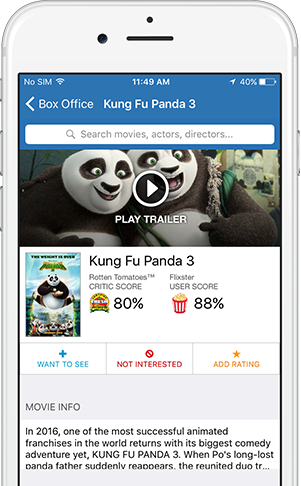 No SIM 11:49 AM 40%
Box Office Kung Fu Panda 3
Search movies, actors, directors...
PLAY TRAILER
THE WEIGHT IS OVER
Kung Fu Panda 3
Rotten Tomatoes™ Flixster
CRITIC SCORE USER SCORE
FRESH 80% 88%
WANT TO SEE NOT INTERESTED ADD RATING
MOVIE INFO
In 2016, one of the most successful animated
franchises in the world returns with its biggest comedy
adventure yet, KUNG FU PANDA 3. When Po's long-lost
panda father suddenly reappears, the reunited duo tr...